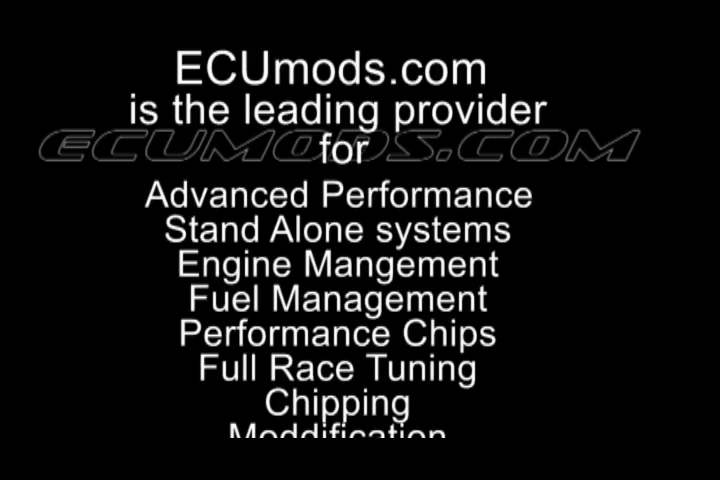 ECUmods.com
is the leading provider
for
ECUMODS.COM
Advanced Performance
Stand Alone systems
Engine Mangement
Fuel Management
Performance Chips
Full Race Tuning
Chipping
Moddification